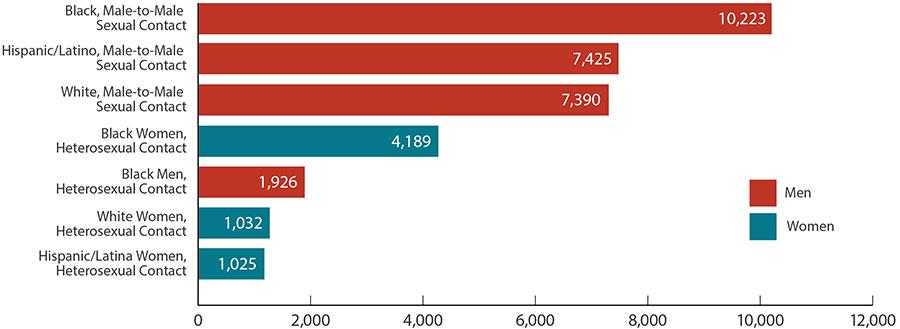 Black, Male-to-Male
Sexual Contact
10,223
Hispanic/Latino, Male-to-Male
Sexual Contact
7,425
White, Male-to-Male
Sexual Contact
7,390
Black Women,
Heterosexual Contact
4,189
Black Men,
Heterosexual Contact
1,926
White Women,
Heterosexual Contact
1,032
Hispanic/Latina Women,
Heterosexual Contact
1,025
Men
Women
0 2,000 4,000 6,000 8,000 10,000 12,000